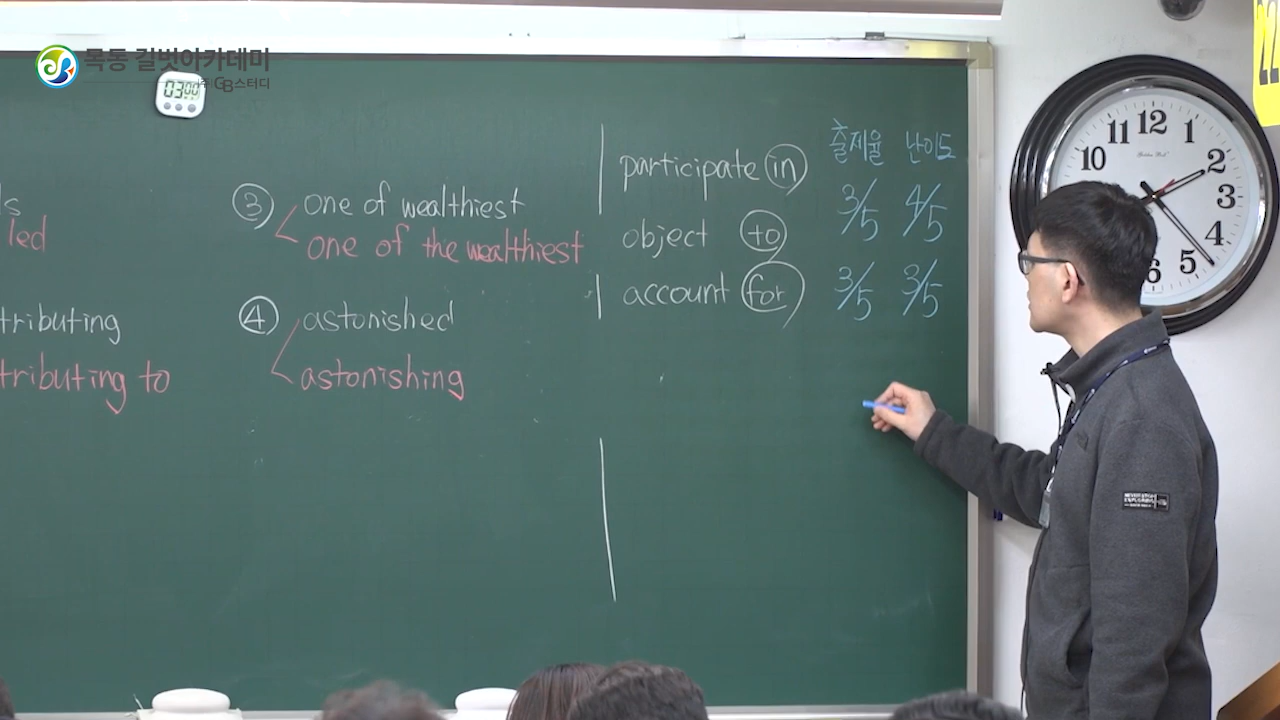 목동 길벗아카데미
㈜ GB스터디
03 00
ls
led
tributing
tributing to
③ one of wealthiest
one of the wealthiest
④ astonished
astonishing
출제율 난이도
participate in 3/5 4/5
object to
account for 3/5 3/5
12
1
2
3
4
5
6
10
11
22